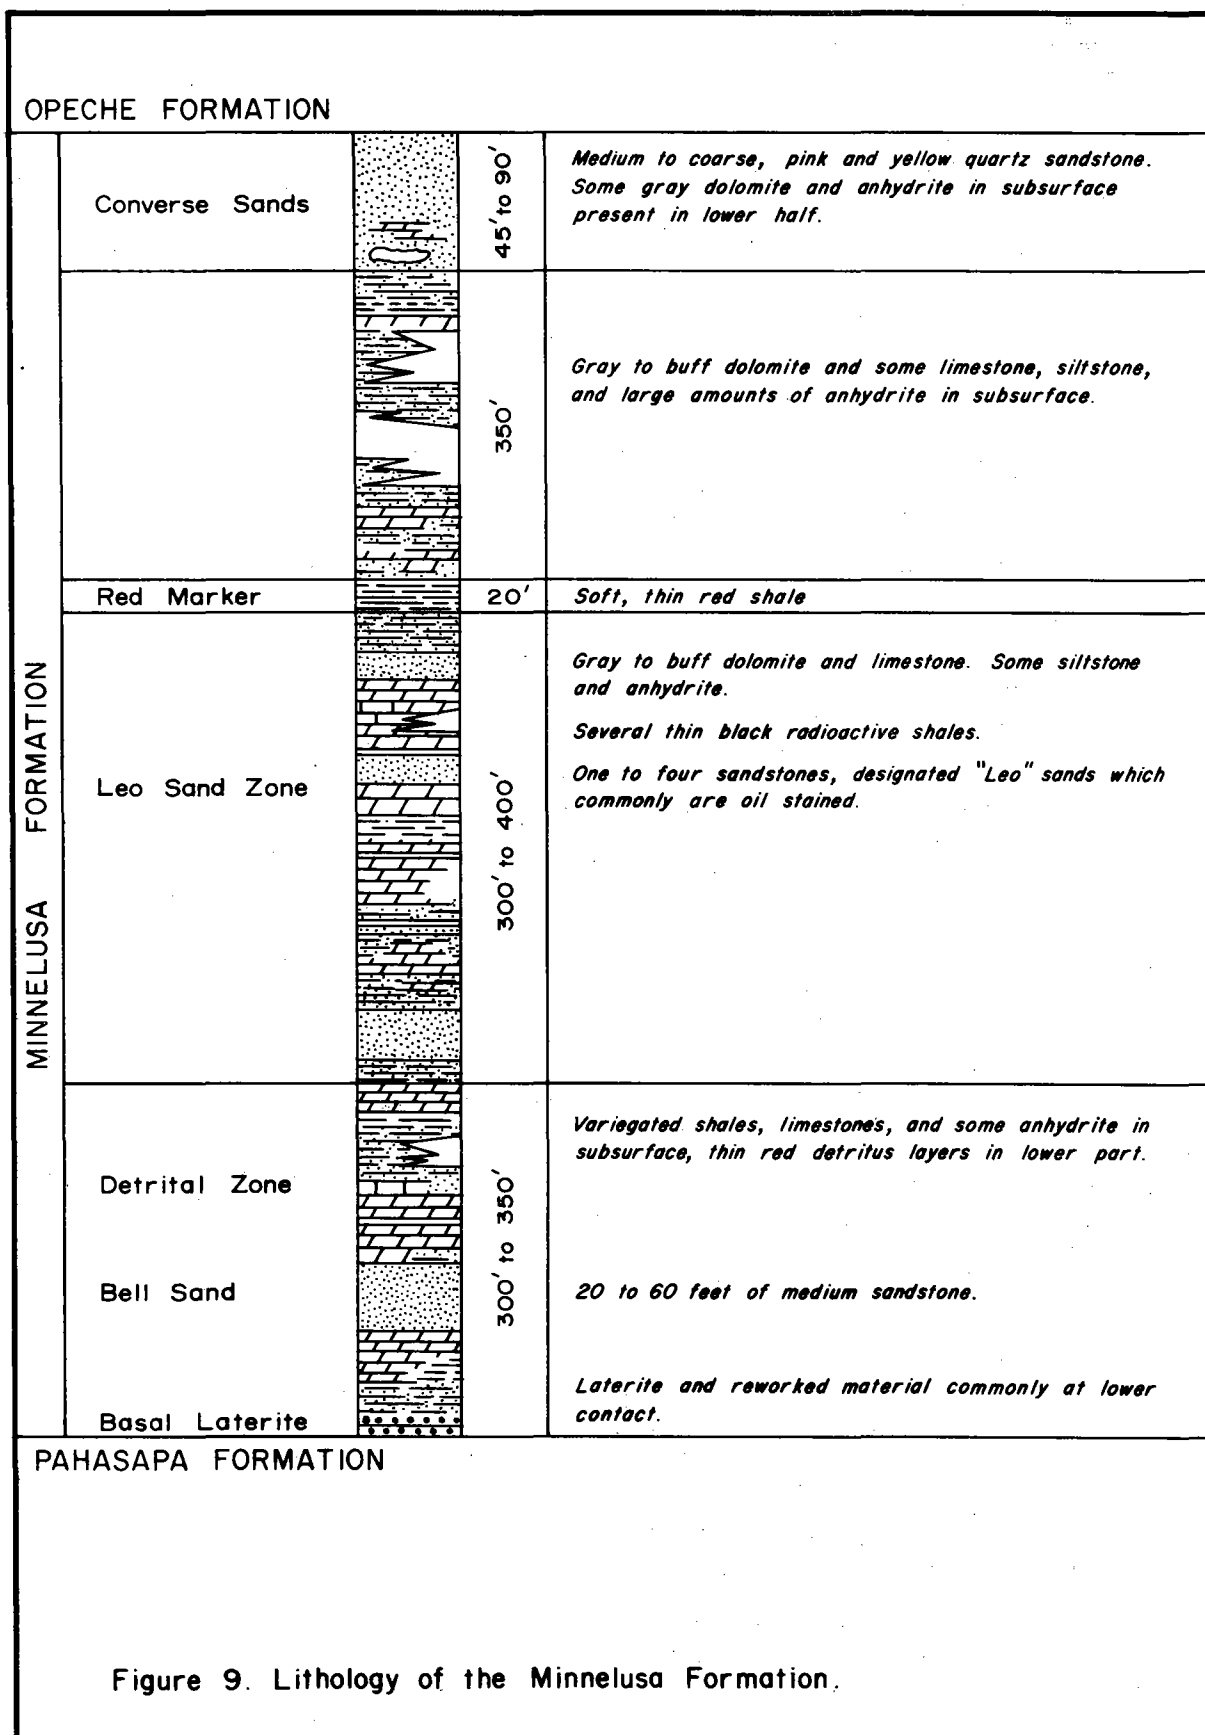 OPECHE FORMATION
MINNELUSA FORMATION
Converse Sands
45' to 90'
Medium to coarse, pink and yellow quartz sandstone.
Some gray dolomite and anhydrite in subsurface
present in lower half.
350'
Gray to buff dolomite and some limestone, siltstone,
and large amounts of anhydrite in subsurface.
Red Marker
20'
Soft, thin red shale
Leo Sand Zone
300' to 400'
Gray to buff dolomite and limestone. Some siltstone
and anhydrite.
Several thin black radioactive shales.
One to four sandstones, designated "Leo" sands which
commonly are oil stained.
Detrital Zone
300' to 350'
Variegated shales, limestones, and some anhydrite in
subsurface, thin red detritus layers in lower part.
Bell Sand
20 to 60 feet of medium sandstone.
Basal Laterite
Laterite and reworked material commonly at lower
contact.
PAHASAPA FORMATION
Figure 9. Lithology of the Minnelusa Formation.